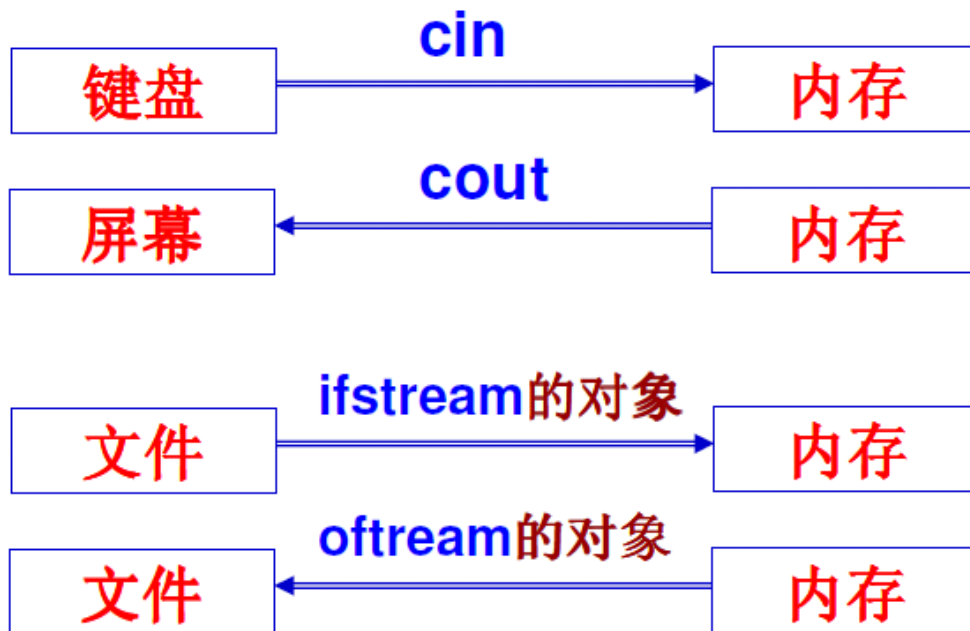 cin
键盘 内存
cout
屏幕 内存
ifstream的对象
文件 内存
oftream的对象
文件 内存